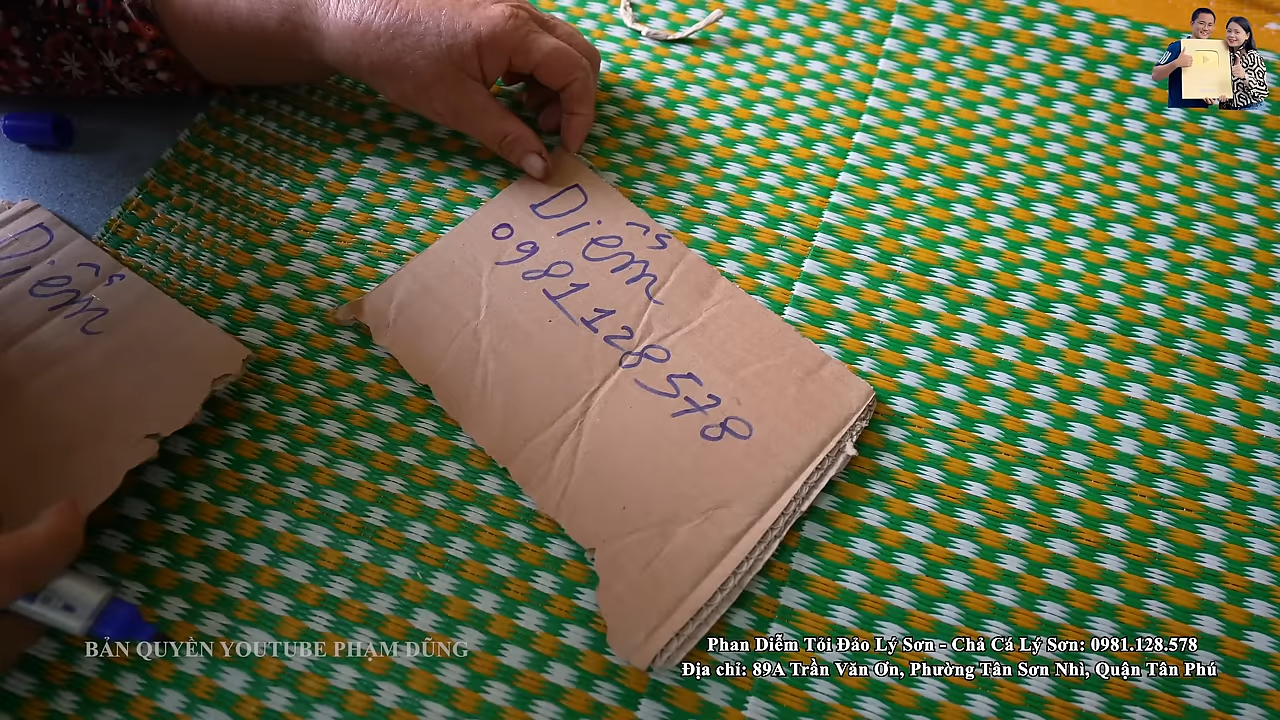 Diễm
0981128578
Diễm
BẢN QUYỀN YOUTUBE PHẠM DŨNG
Phan Diễm Tỏi Đảo Lý Sơn - Chả Cá Lý Sơn: 0981.128.578
Địa chỉ: 89A Trần Văn Ơn, Phường Tân Sơn Nhì, Quận Tân Phú